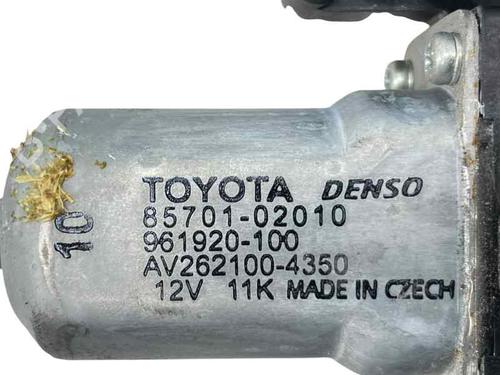 TOYOTA DENSO
85701-02010
961920-100
AV262100-4350
12V 11K MADE IN CZECH
10